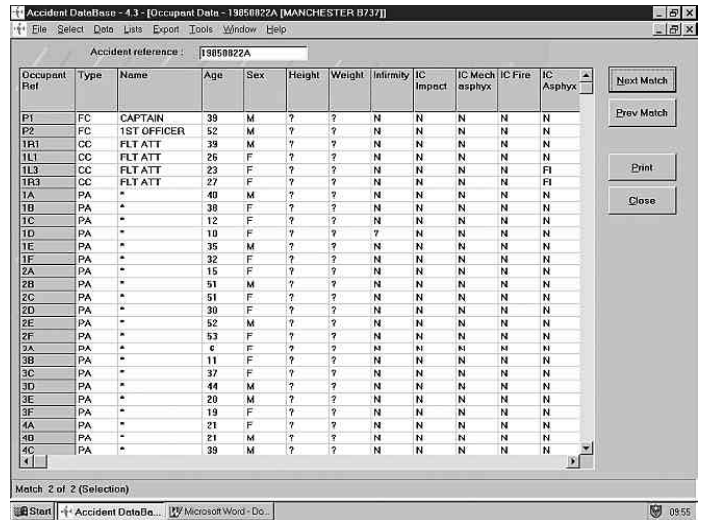 Accident DataBase - 4.3 - [Occupant Data - 19850822A [MANCHESTER B737]]
File Select Data Lists Export Tools Window Help
Accident reference : 19850822A
Occupant Ref Type Name Age Sex Height Weight Infirmity IC Impact IC Mech asphyx IC Fire IC Asphyx
Next Match
Prev Match
Print
Close
P1 FC CAPTAIN 39 M ? ? N N N N N
P2 FC 1ST OFFICER 52 M ? ? N N N N N
1R1 CC FLT ATT 39 M ? ? N N N N N
1L1 CC FLT ATT 26 F ? ? N N N N N
1L3 CC FLT ATT 23 F ? ? N N N N FI
1R3 CC FLT ATT 27 F ? ? N N N N FI
1A PA * 40 M ? ? N N N N N
1B PA * 38 F ? ? N N N N N
1C PA * 12 F ? ? N N N N N
1D PA * 10 F ? ? ? N N N N
1E PA * 35 M ? ? N N N N N
1F PA * 32 F ? ? N N N N N
2A PA * 15 F ? ? N N N N N
2B PA * 51 M ? ? N N N N N
2C PA * 51 F ? ? N N N N N
2D PA * 30 F ? ? N N N N N
2E PA * 52 M ? ? N N N N N
2F PA * 53 F ? ? N N N N N
3A PA * F ? ? N N N N N
3B PA * 11 F ? ? N N N N N
3C PA * 37 F ? ? N N N N N
3D PA * 44 M ? ? N N N N N
3E PA * 20 M ? ? N N N N N
3F PA * 19 F ? ? N N N N N
4A PA * 21 F ? ? N N N N N
4B PA * 21 M ? ? N N N N N
4C PA * 39 M ? ? N N N N N
Match 2 of 2 (Selection)
Start Accident DataBa... Microsoft Word - Do... 09:55